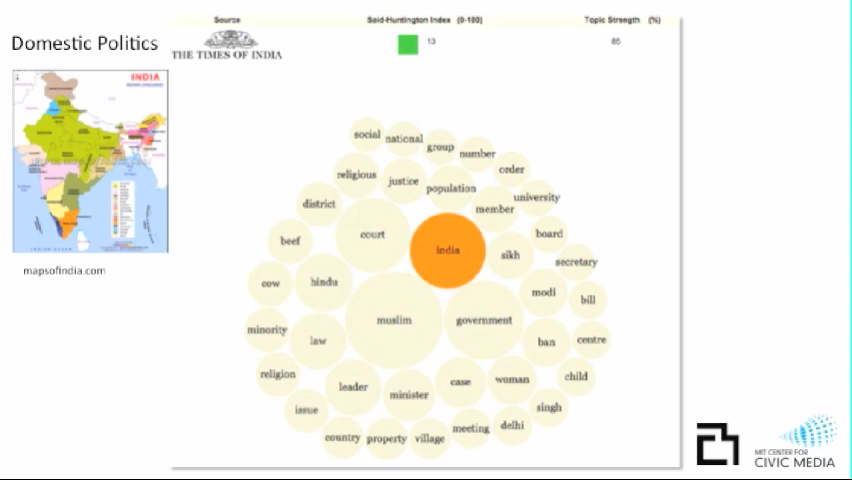 Source
Said-Huntington Index (0-100)
Topic Strength (%)
Domestic Politics
THE TIMES OF INDIA
13
85
INDIA
mapsofindia.com
social
national
group
number
order
religious
justice
population
university
district
member
court
board
beef
india
sikh
secretary
cow
hindu
modi
bill
muslim
government
minority
law
ban
centre
religion
leader
minister
case
woman
child
issue
singh
country
property
village
meeting
delhi
MIT CENTER FOR
CIVIC MEDIA